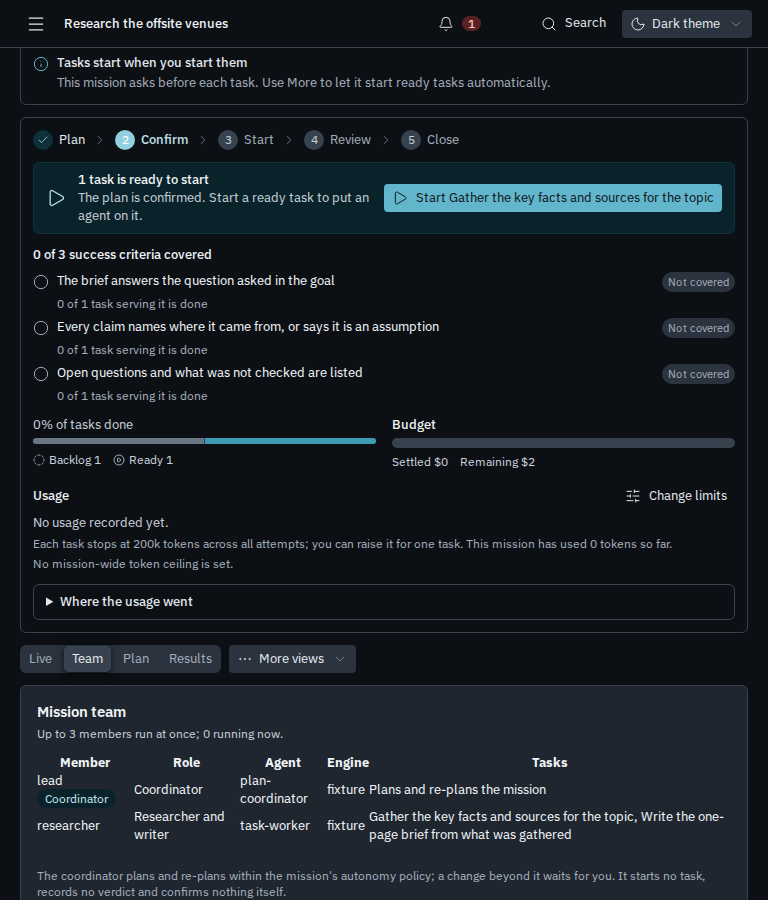 Research the offsite venues
1
Search
Dark theme
Tasks start when you start them
This mission asks before each task. Use More to let it start ready tasks automatically.
Plan
2 Confirm
3 Start
4 Review
5 Close
1 task is ready to start
The plan is confirmed. Start a ready task to put an
agent on it.
Start Gather the key facts and sources for the topic
0 of 3 success criteria covered
The brief answers the question asked in the goal
Not covered
0 of 1 task serving it is done
Every claim names where it came from, or says it is an assumption
Not covered
0 of 1 task serving it is done
Open questions and what was not checked are listed
Not covered
0 of 1 task serving it is done
0% of tasks done
Backlog 1
Ready 1
Budget
Settled $0
Remaining $2
Usage
Change limits
No usage recorded yet.
Each task stops at 200k tokens across all attempts; you can raise it for one task. This mission has used 0 tokens so far.
No mission-wide token ceiling is set.
Where the usage went
Live
Team
Plan
Results
More views
Mission team
Up to 3 members run at once; 0 running now.
Member
Role
Agent
Engine
Tasks
lead
Coordinator
Coordinator
plan-
coordinator
fixture
Plans and re-plans the mission
researcher
Researcher and
writer
task-worker
fixture
Gather the key facts and sources for the topic, Write the one-
page brief from what was gathered
The coordinator plans and re-plans within the mission's autonomy policy; a change beyond it waits for you. It starts no task,
records no verdict and confirms nothing itself.